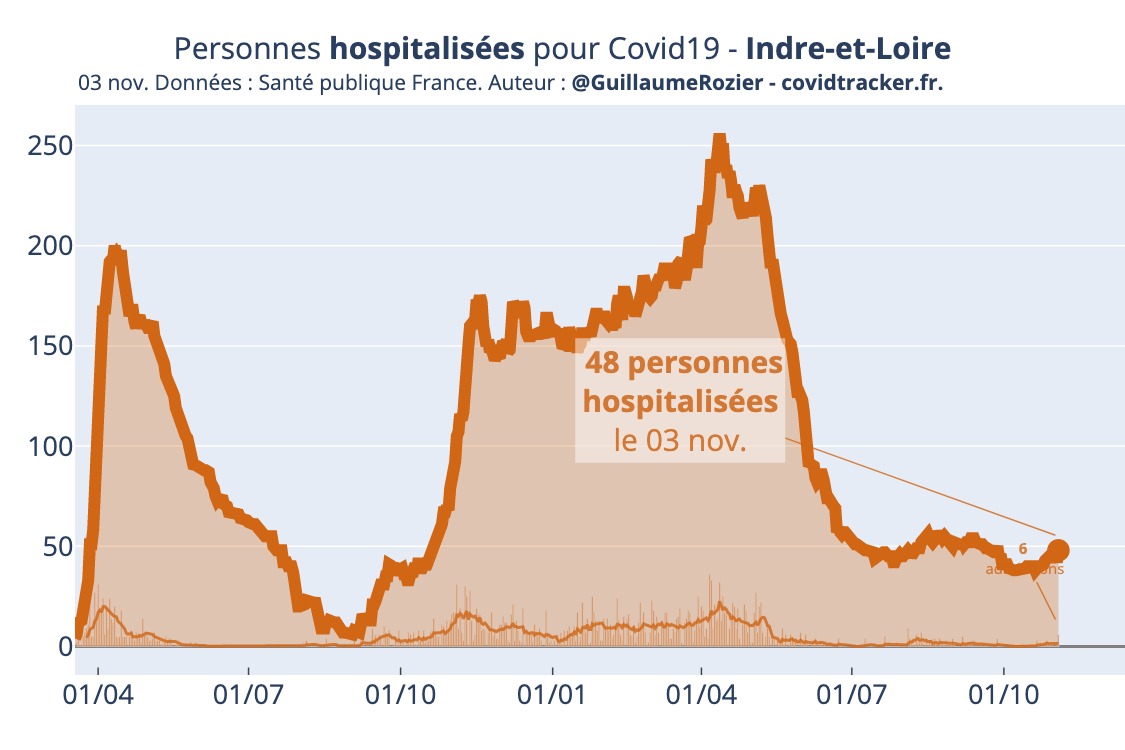 Personnes hospitalisées pour Covid19 - Indre-et-Loire
03 nov. Données : Santé publique France. Auteur : @GuillaumeRozier - covidtracker.fr.
250
200
150
48 personnes
hospitalisées
le 03 nov.
100
50
6
0
01/04 01/07 01/10 01/01 01/04 01/07 01/10